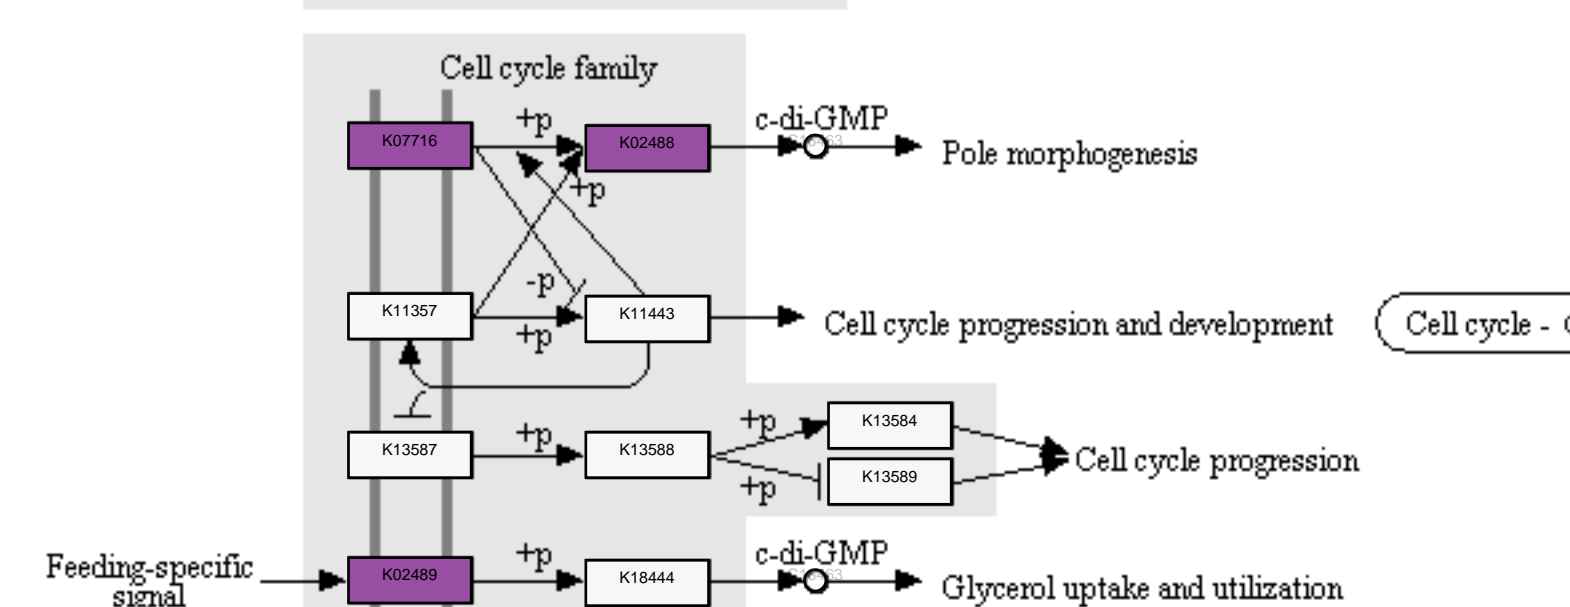 Cell cycle family
+p
c-di-GMP
K07716
K02488
Pole morphogenesis
+p
-p
K11357
K11443
Cell cycle progression and development
Cell cycle -
+p
+p
K13584
K13587
+p
K13588
Cell cycle progression
K13589
+p
Feeding-specific
signal
K02489
+p
K18444
c-di-GMP
Glycerol uptake and utilization